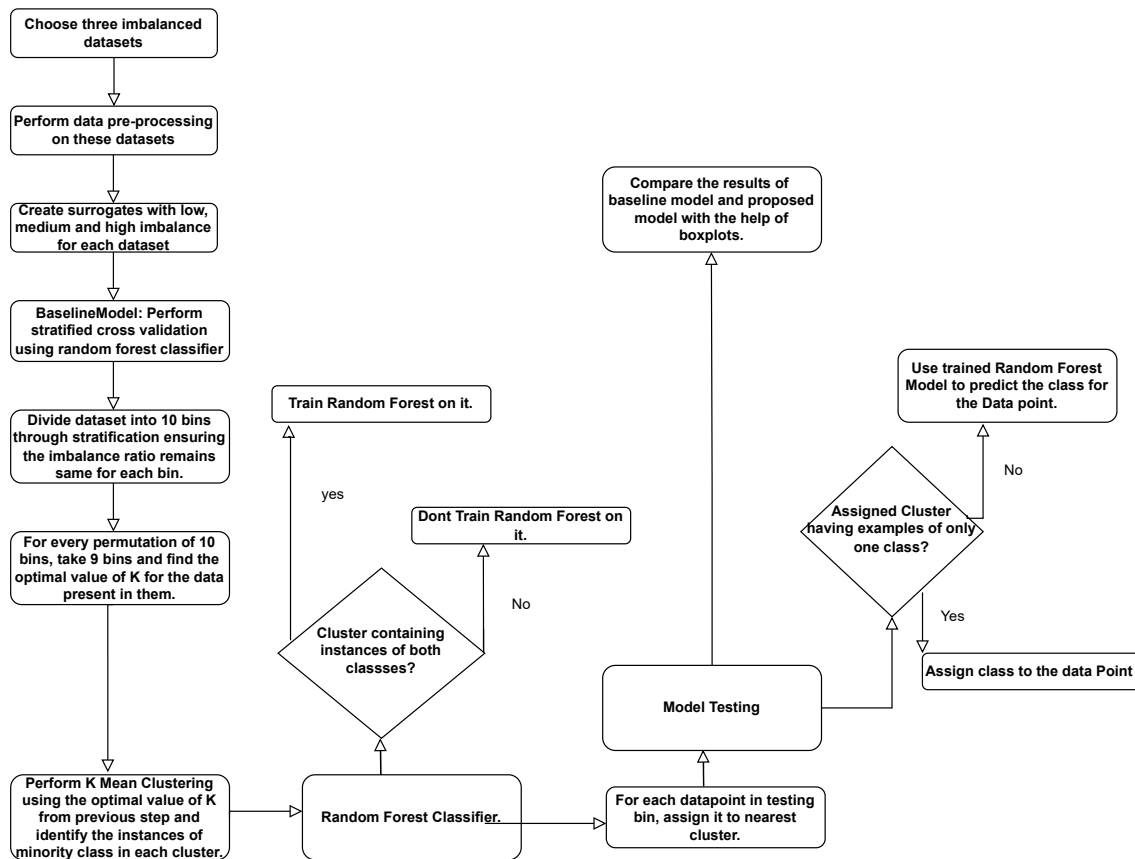 Choose three imbalanced
datasets
Perform data pre-processing
on these datasets
Create surrogates with low,
medium and high imbalance
for each dataset
BaselineModel: Perform
stratified cross validation
using random forest classifier
Divide dataset into 10 bins
through stratification ensuring
the imbalance ratio remains
same for each bin.
For every permutation of 10
bins, take 9 bins and find the
optimal value of K for the data
present in them.
Perform K Mean Clustering
using the optimal value of K
from previous step and
identify the instances of
minority class in each cluster.
Random Forest Classifier.
Cluster containing
instances of both
classses?
yes
Train Random Forest on it.
No
Dont Train Random Forest on
it.
For each datapoint in testing
bin, assign it to nearest
cluster.
Model Testing
Compare the results of
baseline model and proposed
model with the help of
boxplots.
Assigned Cluster
having examples of only
one class?
No
Use trained Random Forest
Model to predict the class for
the Data point.
Yes
Assign class to the data Point